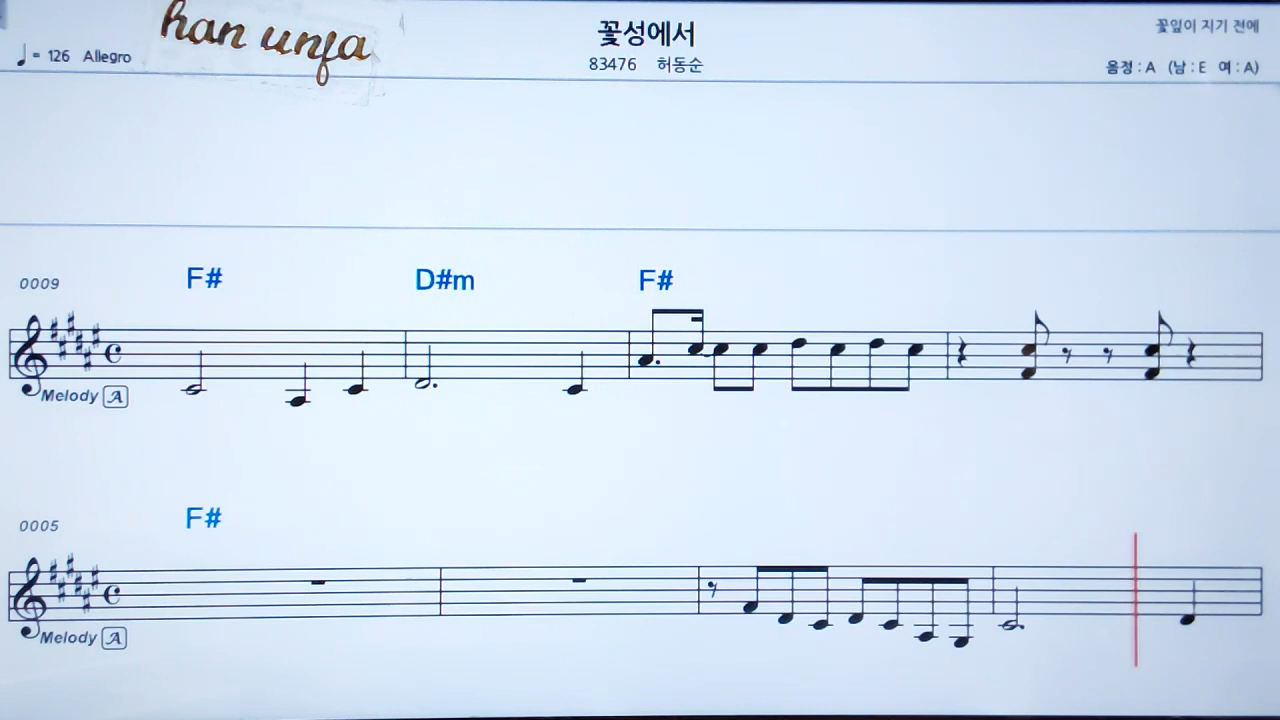 han unja
꽃성에서
꽃잎이 지기 전에
♩= 126 Allegro
83476 허동순
음정 : A (남 : E 여 : A)
F# D#m F#
0009
Melody A
F#
0005
Melody A